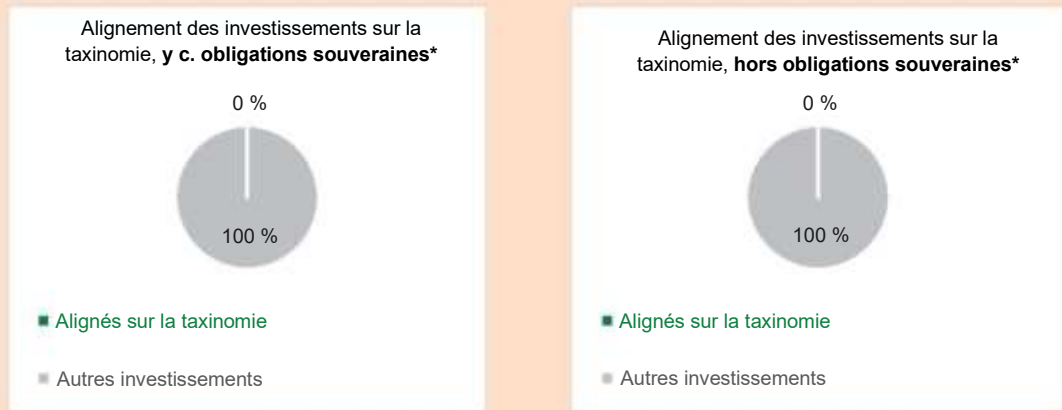 Alignement des investissements sur la
taxinomie, y c. obligations souveraines*
0 %
100 %
Alignés sur la taxinomie
Autres investissements
Alignement des investissements sur la
taxinomie, hors obligations souveraines*
0 %
100 %
Alignés sur la taxinomie
Autres investissements